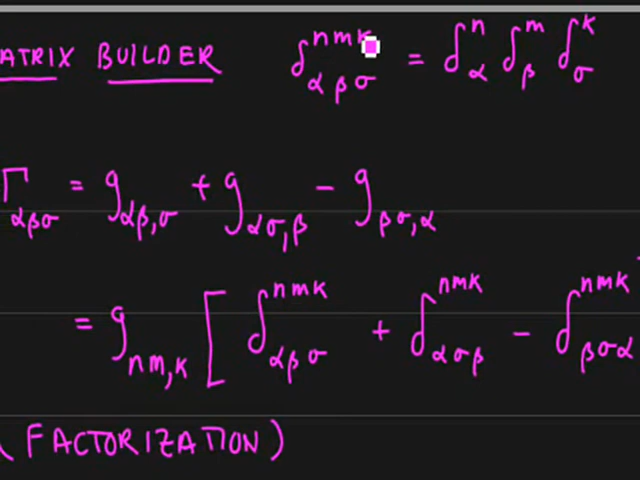 ATRIX BUILDER δ^{nmk}_{αβσ} = δ^n_α δ^m_β δ^k_σ
Γ_{αβσ} = g_{αβ,σ} + g_{ασ,β} - g_{βσ,α}
= g_{nm,k} [ δ^{nmk}_{αβσ} + δ^{nmk}_{ασβ} - δ^{nmk}_{βσα}
(FACTORIZATION)